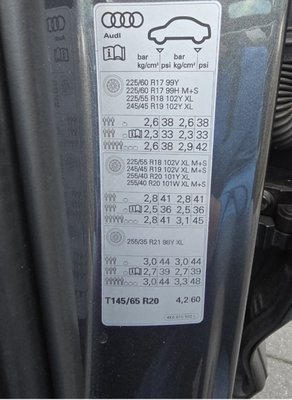 Audi
bar psi bar psi
kg/cm² kg/cm²
225/60 R17 99Y
225/60 R17 99H M+S
225/55 R18 102Y XL
245/45 R19 102Y XL
2,6 38 2,6 38
2,3 33 2,3 33
2,6 38 2,9 42
225/55 R18 102V XL M+S
245/45 R19 102V XL M+S
255/40 R20 101Y XL
255/40 R20 101W XL M+S
2,8 41 2,8 41
2,5 36 2,5 36
2,8 41 3,1 45
255/35 R21 98Y XL
3,0 44 3,0 44
2,7 39 2,7 39
3,0 44 3,3 48
T145/65 R20 4,2 60